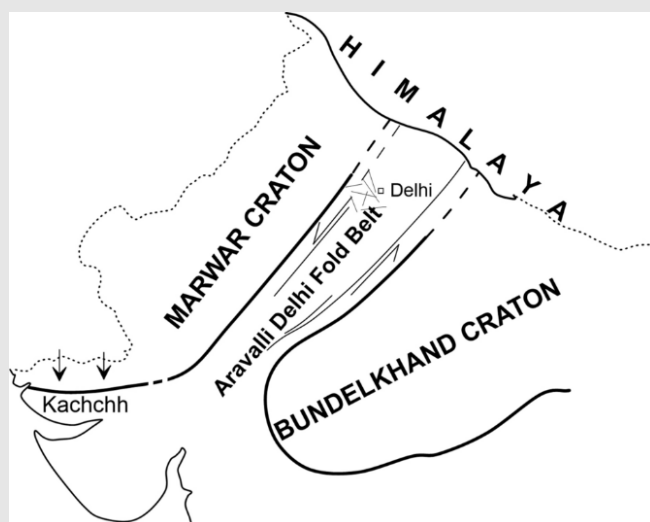 HIMALAYA
MARWAR CRATON
Delhi
Aravalli Delhi Fold Belt
BUNDELKHAND CRATON
Kachchh